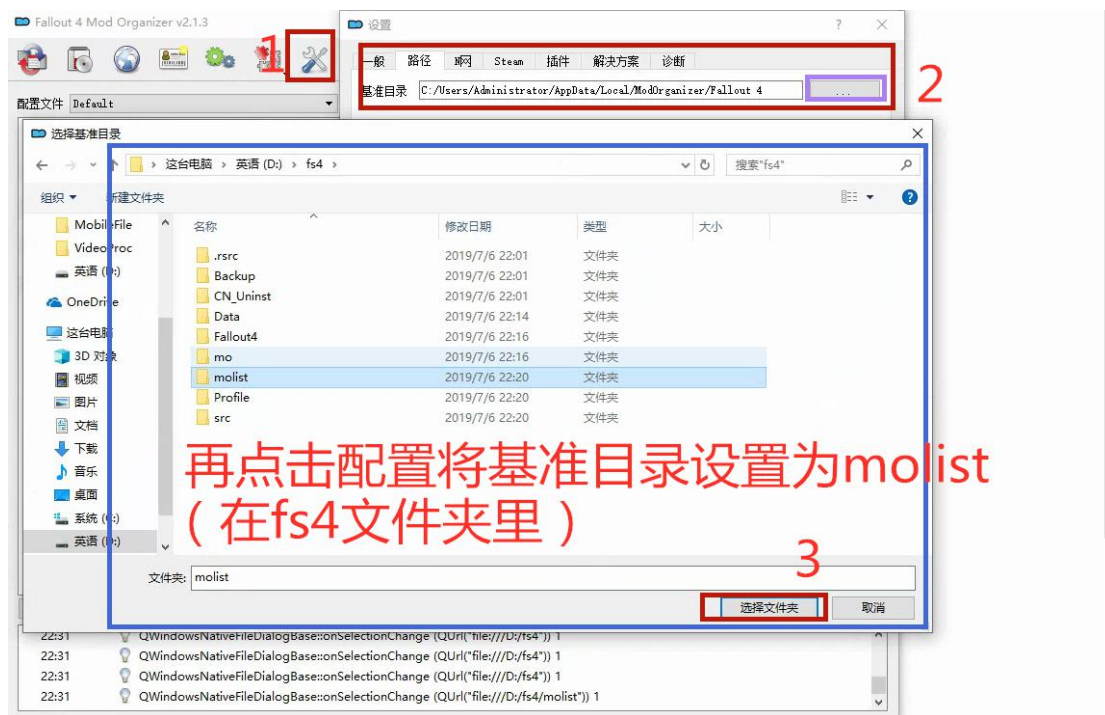 Fallout 4 Mod Organizer v2.1.3
设置
?
1
一般 路径 N网 Steam 插件 解决方案 诊断
基准目录 C:/Users/Administrator/AppData/Local/ModOrganizer/Fallout 4 ...
2
配置文件 Default
选择基准目录
这台电脑 › 英语 (D:) › fs4 ›
搜索"fs4"
组织
新建文件夹
名称 修改日期 类型 大小
MobileFile
VideoProc
英语 (D:)
OneDrive
这台电脑
3D 对象
视频
图片
文档
下载
音乐
桌面
系统 (C:)
英语 (D:)
.rsrc 2019/7/6 22:01 文件夹
Backup 2019/7/6 22:01 文件夹
CN_Uninst 2019/7/6 22:01 文件夹
Data 2019/7/6 22:14 文件夹
Fallout4 2019/7/6 22:16 文件夹
mo 2019/7/6 22:16 文件夹
molist 2019/7/6 22:20 文件夹
Profile 2019/7/6 22:20 文件夹
src 2019/7/6 22:20 文件夹
再点击配置将基准目录设置为molist
（在fs4文件夹里）
文件夹: molist
3
选择文件夹 取消
22:31 QWindowsNativeFileDialogBase::onSelectionChange (QUrl("file:///D:/fs4")) 1
22:31 QWindowsNativeFileDialogBase::onSelectionChange (QUrl("file:///D:/fs4")) 1
22:31 QWindowsNativeFileDialogBase::onSelectionChange (QUrl("file:///D:/fs4")) 1
22:31 QWindowsNativeFileDialogBase::onSelectionChange (QUrl("file:///D:/fs4/molist")) 1